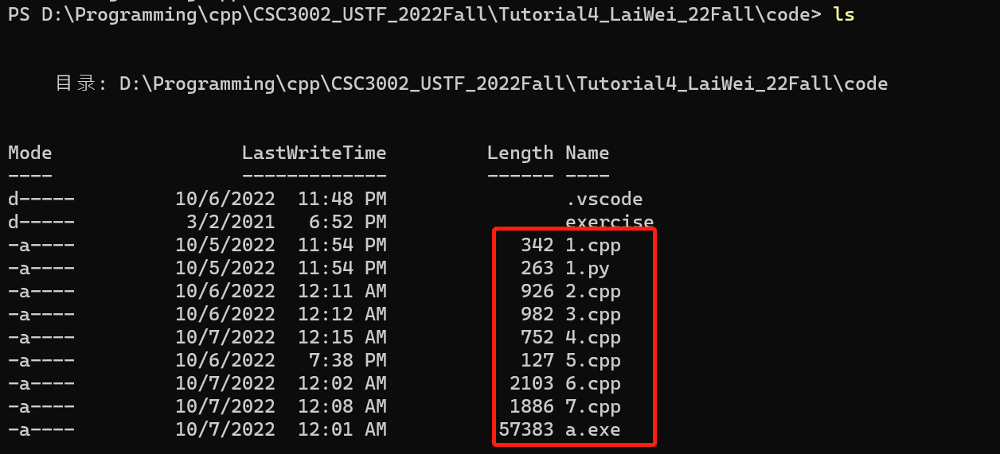 PS D:\Programming\cpp\CSC3002_USTF_2022Fall\Tutorial4_LaiWei_22Fall\code> ls
目录: D:\Programming\cpp\CSC3002_USTF_2022Fall\Tutorial4_LaiWei_22Fall\code
Mode                 LastWriteTime         Length Name
----                 -------------         ------ ----
d-----         10/6/2022  11:48 PM                .vscode
d-----          3/2/2021   6:52 PM                exercise
-a----         10/5/2022  11:54 PM            342 1.cpp
-a----         10/5/2022  11:54 PM            263 1.py
-a----         10/6/2022  12:11 AM            926 2.cpp
-a----         10/6/2022  12:12 AM            982 3.cpp
-a----         10/7/2022  12:15 AM            752 4.cpp
-a----         10/6/2022   7:38 PM            127 5.cpp
-a----         10/7/2022  12:02 AM           2103 6.cpp
-a----         10/7/2022  12:08 AM           1886 7.cpp
-a----         10/7/2022  12:01 AM          57383 a.exe